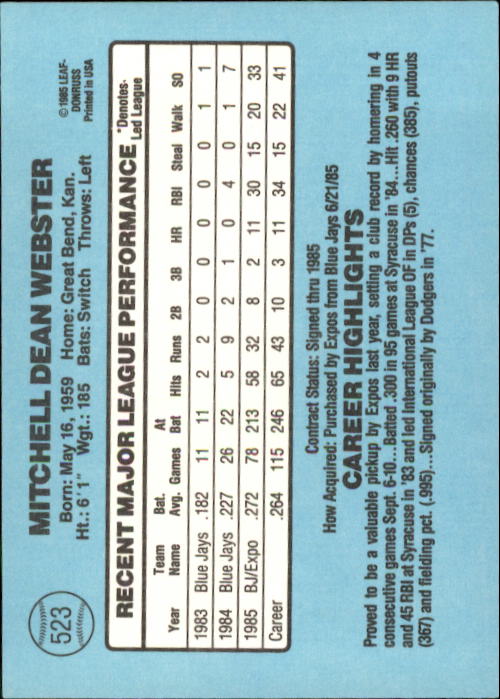 523
MITCHELL DEAN WEBSTER
Born: May 16, 1959 Home: Great Bend, Kan.
Ht.: 6'1" Wgt.: 185 Bats: Switch Throws: Left
© 1985 LEAF-
DONRUSS
Printed in USA
RECENT MAJOR LEAGUE PERFORMANCE
*Denotes-
Led League
Year Team Name Bat. Avg. Games At Bat Hits Runs 2B 3B HR RBI Steal Walk SO
1983 Blue Jays .182 11 11 2 2 0 0 0 0 0 1 1
1984 Blue Jays .227 26 22 5 9 2 1 0 4 0 1 7
1985 BJ/Expo .272 78 213 58 32 8 2 11 30 15 20 33
Career .264 115 246 65 43 10 3 11 34 15 22 41
Contract Status: Signed thru 1985
How Acquired: Purchased by Expos from Blue Jays 6/21/85
CAREER HIGHLIGHTS
Proved to be a valuable pickup by Expos last year, setting a club record by homering in 4
consecutive games Sept. 6-10...Batted .300 in 95 games at Syracuse in '84...Hit .260 with 9 HR
and 45 RBI at Syracuse in '83 and led International League OF in DPs (5), chances (385), putouts
(367) and fielding pct. (.995)...Signed originally by Dodgers in '77.